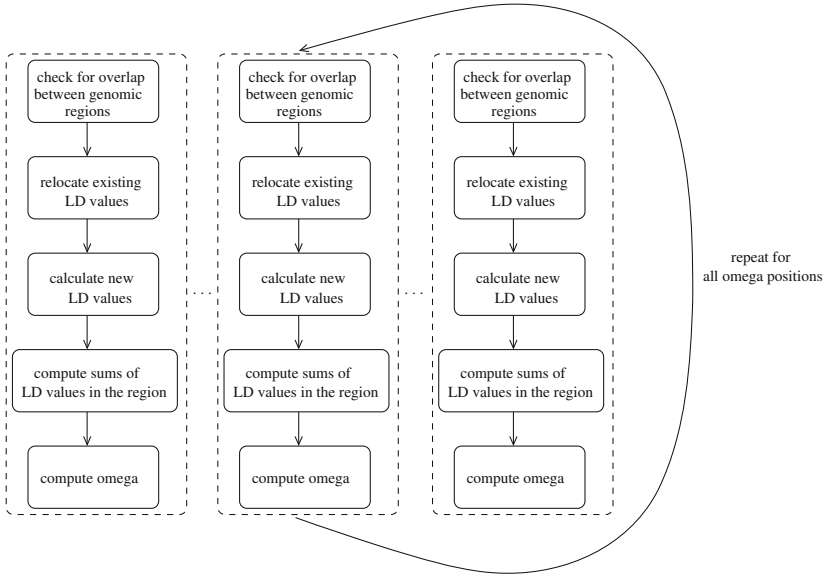 check for overlap
between genomic
regions
relocate existing
LD values
calculate new
LD values
compute sums of
LD values in the region
compute omega
. . .
check for overlap
between genomic
regions
relocate existing
LD values
calculate new
LD values
compute sums of
LD values in the region
compute omega
. . .
check for overlap
between genomic
regions
relocate existing
LD values
calculate new
LD values
compute sums of
LD values in the region
compute omega
repeat for
all omega positions